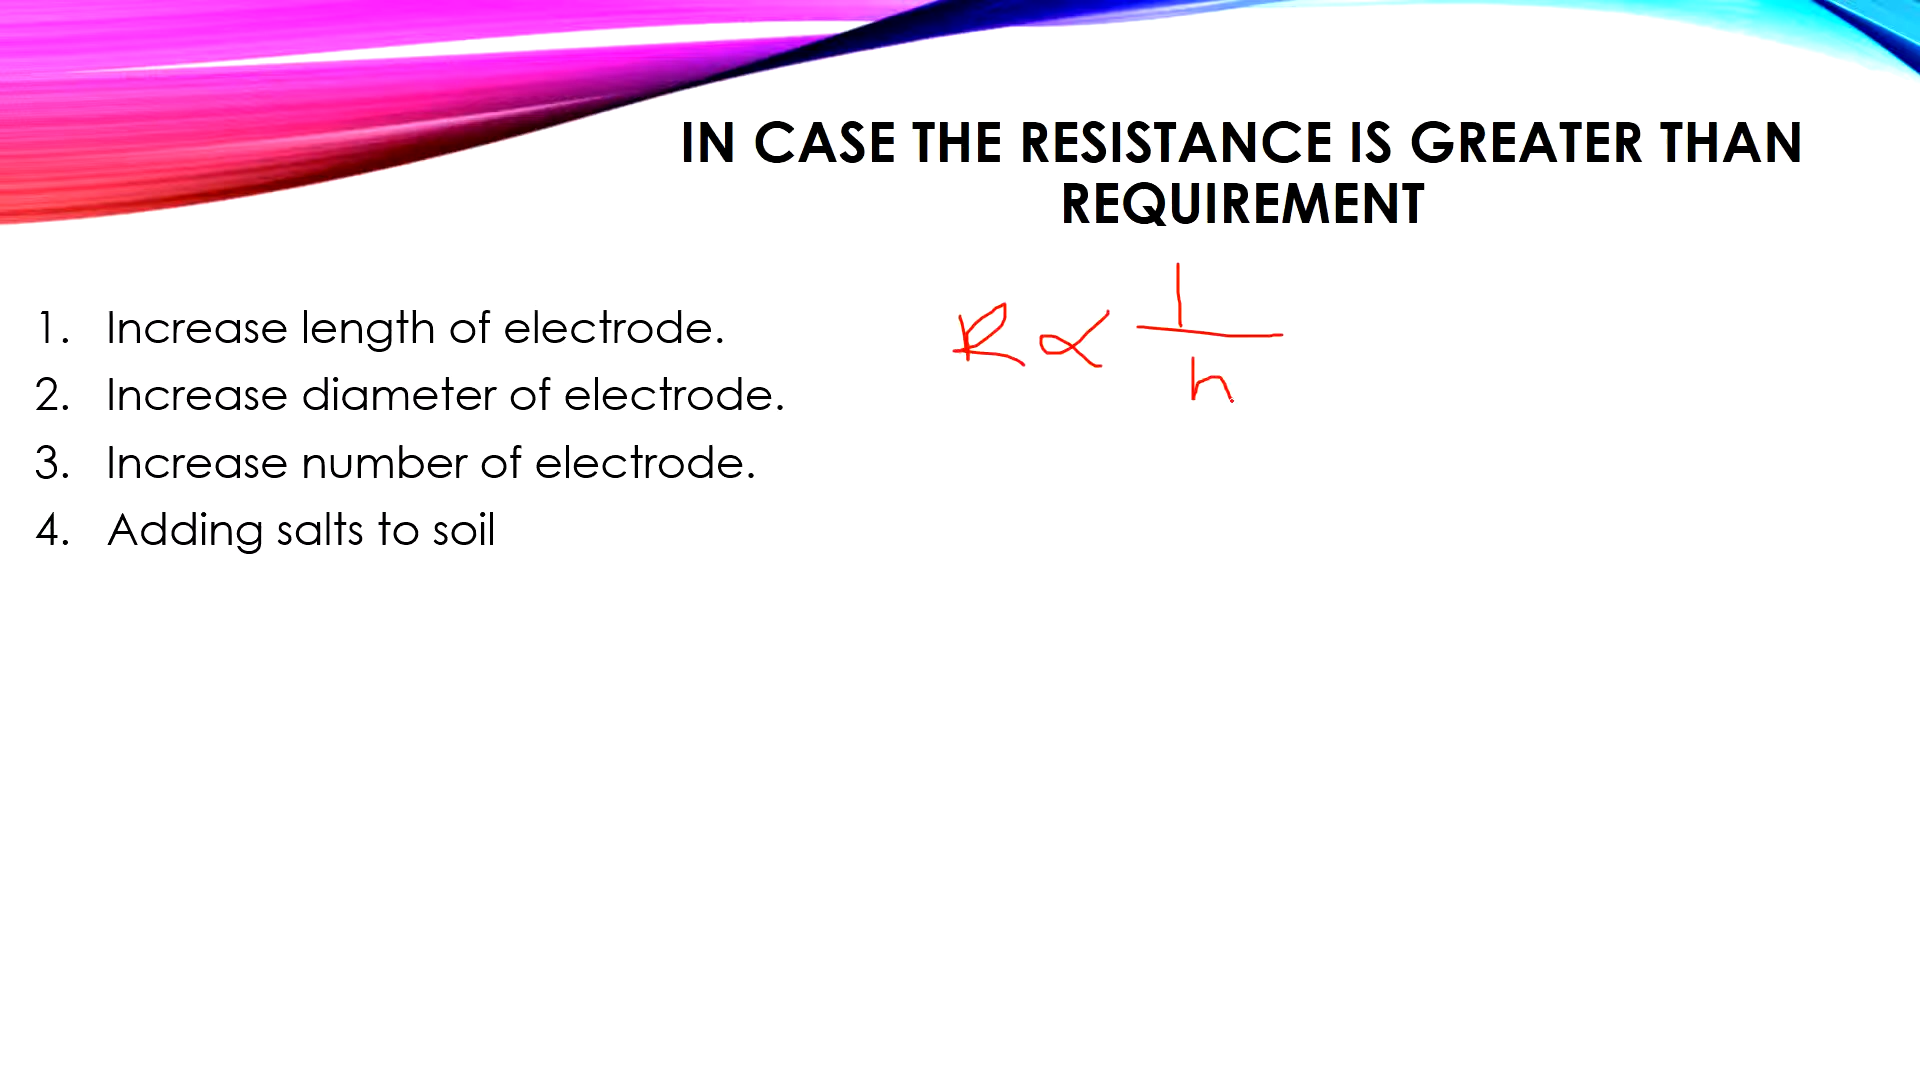 IN CASE THE RESISTANCE IS GREATER THAN
REQUIREMENT
R ∝ 1/h
1. Increase length of electrode.
2. Increase diameter of electrode.
3. Increase number of electrode.
4. Adding salts to soil